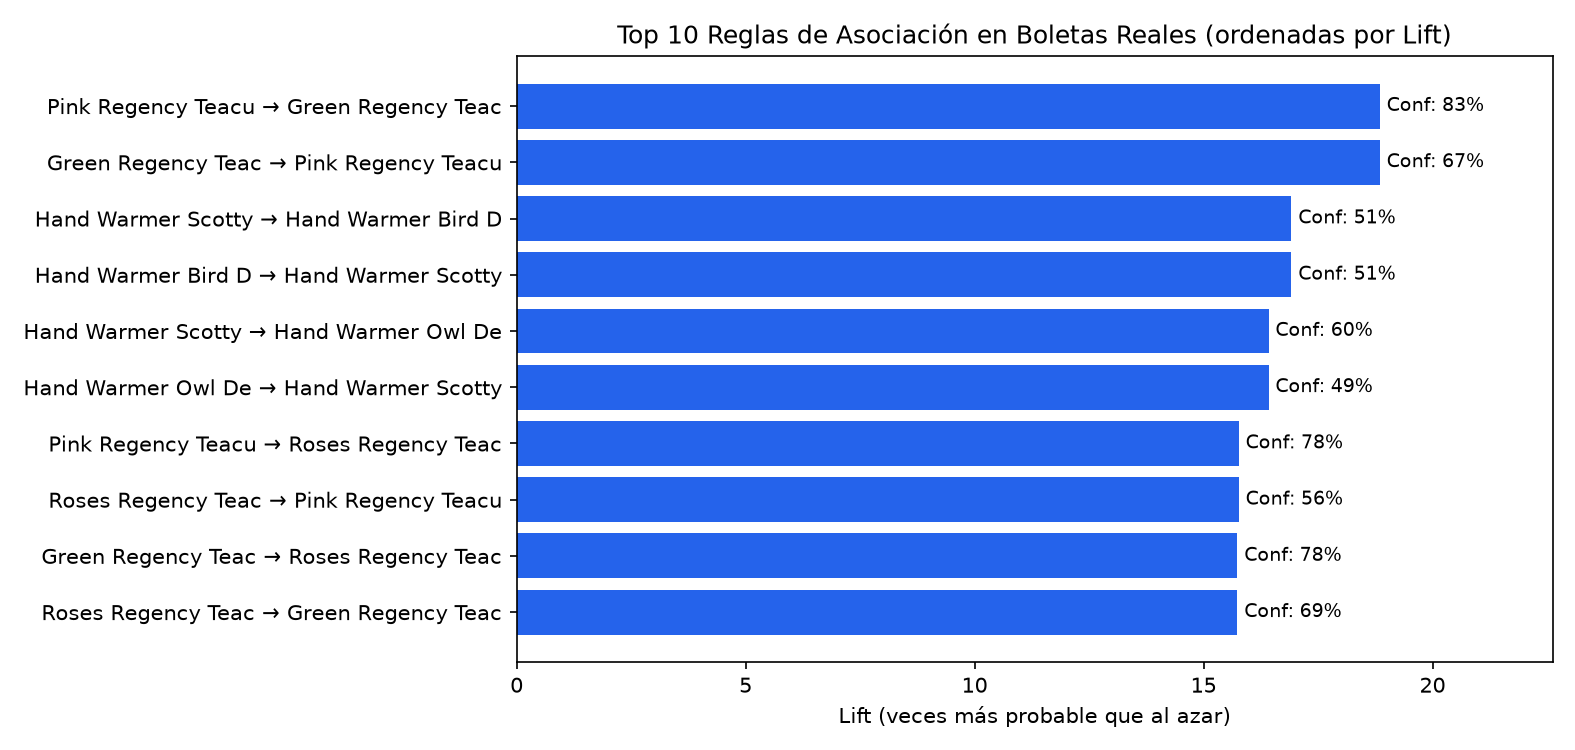 Top 10 Reglas de Asociación en Boletas Reales (ordenadas por Lift)
Pink Regency Teacu → Green Regency Teac Conf: 83%
Green Regency Teac → Pink Regency Teacu Conf: 67%
Hand Warmer Scotty → Hand Warmer Bird D Conf: 51%
Hand Warmer Bird D → Hand Warmer Scotty Conf: 51%
Hand Warmer Scotty → Hand Warmer Owl De Conf: 60%
Hand Warmer Owl De → Hand Warmer Scotty Conf: 49%
Pink Regency Teacu → Roses Regency Teac Conf: 78%
Roses Regency Teac → Pink Regency Teacu Conf: 56%
Green Regency Teac → Roses Regency Teac Conf: 78%
Roses Regency Teac → Green Regency Teac Conf: 69%
0 5 10 15 20
Lift (veces más probable que al azar)